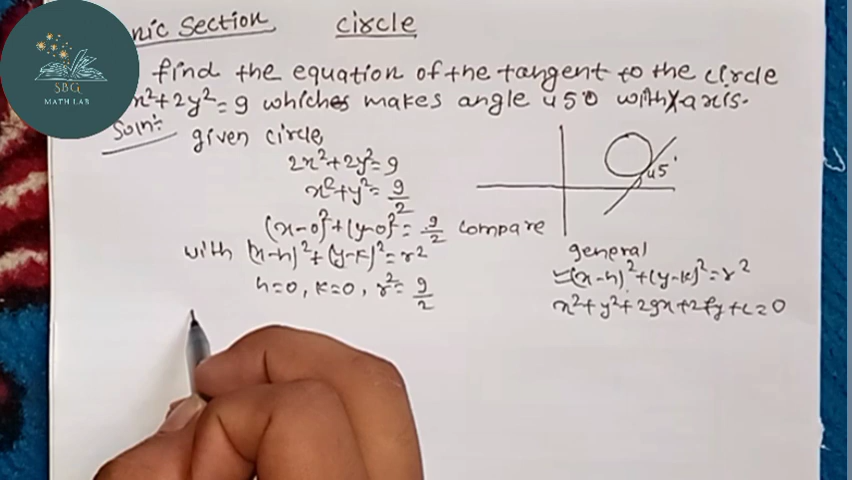 nic Section circle
find the equation of the tangent to the circle
x²+2y²=9 which makes angle 450 with X axis.
Soln:- given circle,
2x²+2y²=9
x²+y²=9/2
(x-0)²+(y-0)²=9/2 compare
with (x-h)²+(y-k)²=r²
h=0, k=0, r²=9/2
45°
general
=(x-h)²+(y-k)²=r²
x²+y²+2gx+2fy+c=0
SBG
MATH LAB